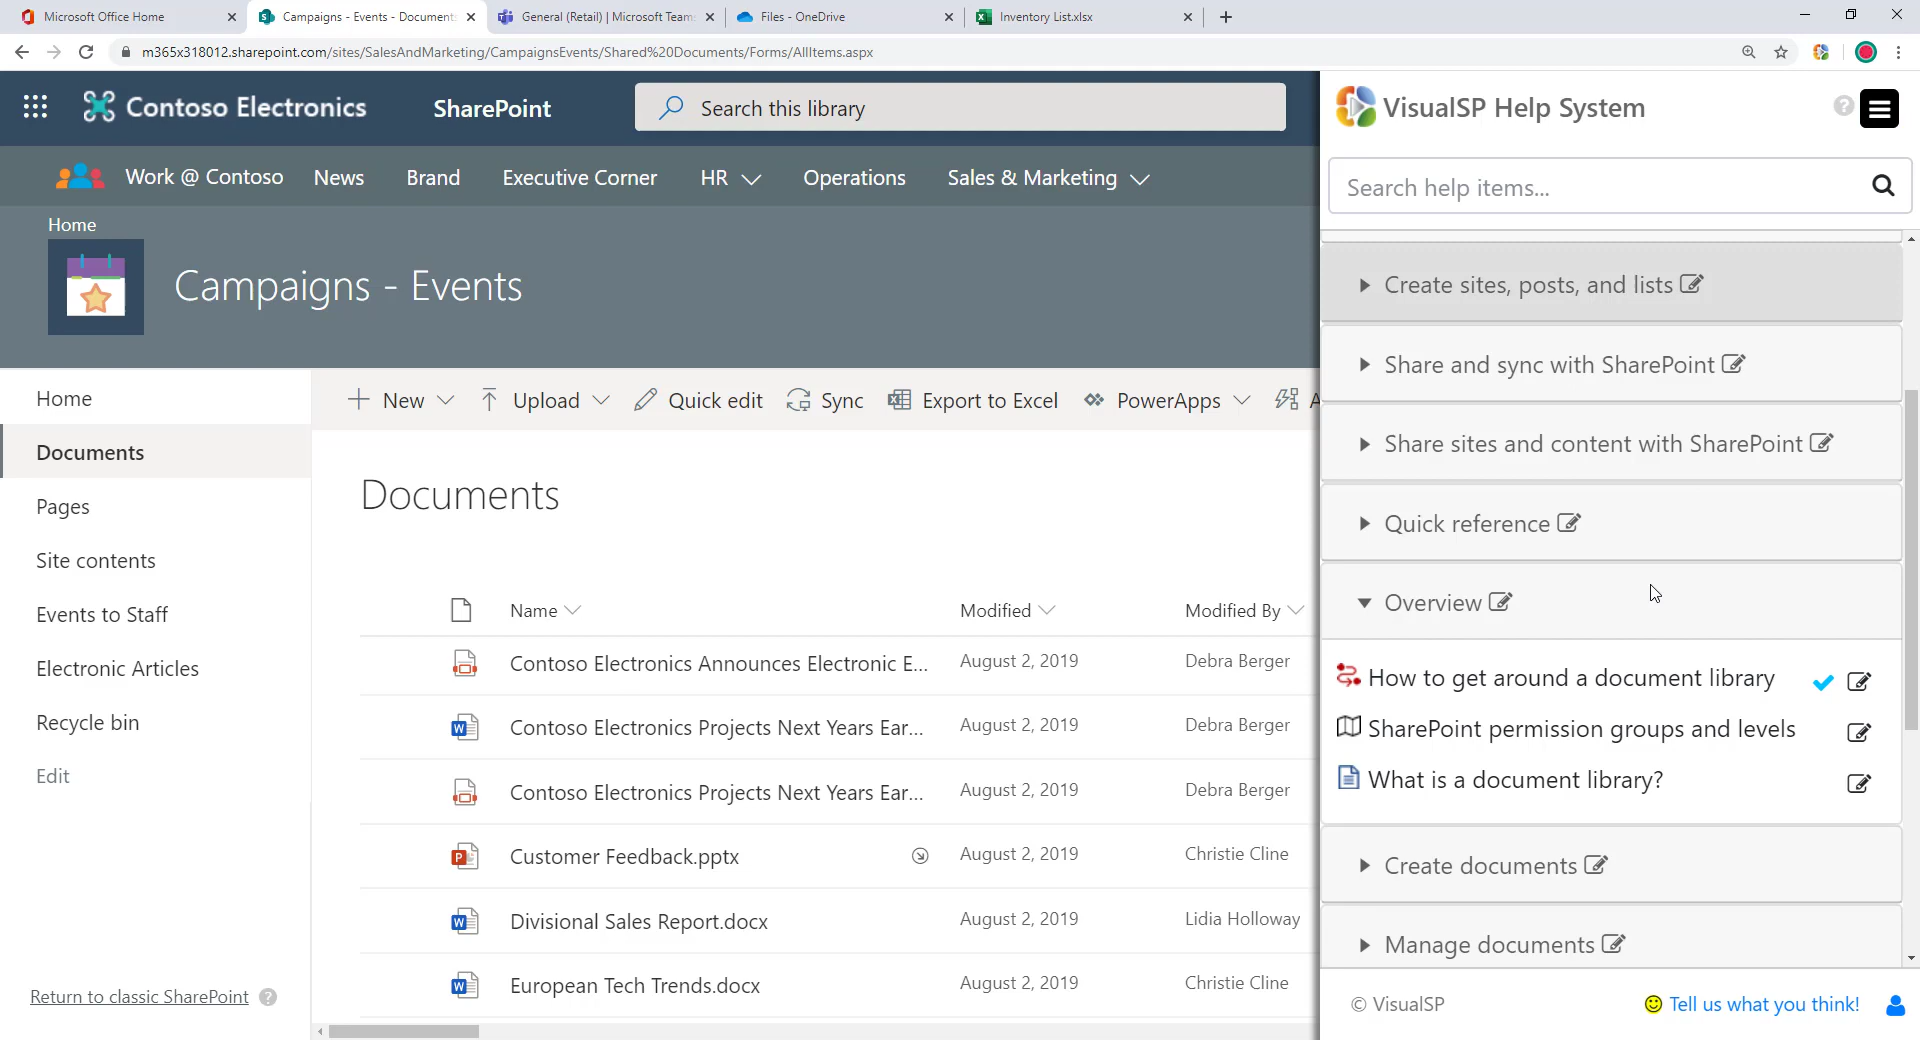 Microsoft Office Home
Campaigns - Events - Documents
General (Retail) | Microsoft Teams
Files - OneDrive
Inventory List.xlsx
m365x318012.sharepoint.com/sites/SalesAndMarketing/CampaignsEvents/Shared%20Documents/Forms/AllItems.aspx
Contoso Electronics
SharePoint
Search this library
Work @ Contoso
News
Brand
Executive Corner
HR
Operations
Sales & Marketing
Home
Campaigns - Events
Home
Documents
Pages
Site contents
Events to Staff
Electronic Articles
Recycle bin
Edit
Return to classic SharePoint ?
New
Upload
Quick edit
Sync
Export to Excel
PowerApps
A
Documents
Name
Modified
Modified By
Contoso Electronics Announces Electronic E... August 2, 2019 Debra Berger
Contoso Electronics Projects Next Years Ear... August 2, 2019 Debra Berger
Contoso Electronics Projects Next Years Ear... August 2, 2019 Debra Berger
Customer Feedback.pptx August 2, 2019 Christie Cline
Divisional Sales Report.docx August 2, 2019 Lidia Holloway
European Tech Trends.docx August 2, 2019 Christie Cline
VisualSP Help System
Search help items...
Create sites, posts, and lists
Share and sync with SharePoint
Share sites and content with SharePoint
Quick reference
Overview
How to get around a document library
SharePoint permission groups and levels
What is a document library?
Create documents
Manage documents
© VisualSP
Tell us what you think!